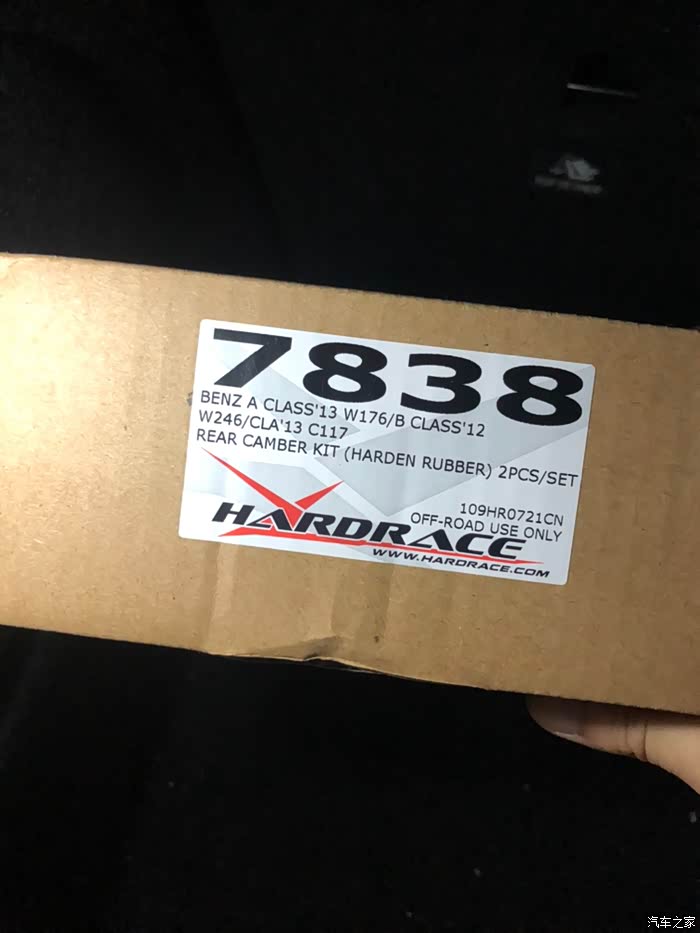 7838
BENZ A CLASS'13 W176/B CLASS'12
W246/CLA'13 C117
REAR CAMBER KIT (HARDEN RUBBER) 2PCS/SET
109HR0721CN
OFF-ROAD USE ONLY
HARDRACE
WWW.HARDRACE.COM
汽车之家